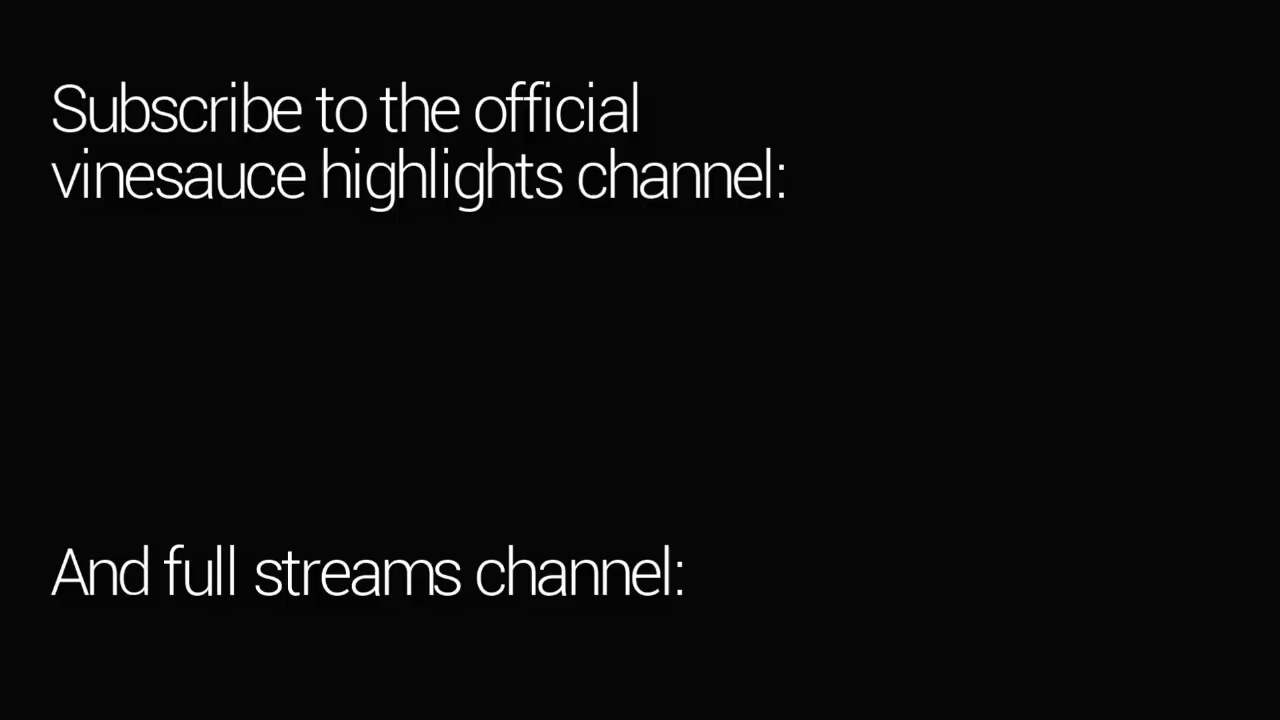 Subscribe to the official
vinesauce highlights channel:
And full streams channel: